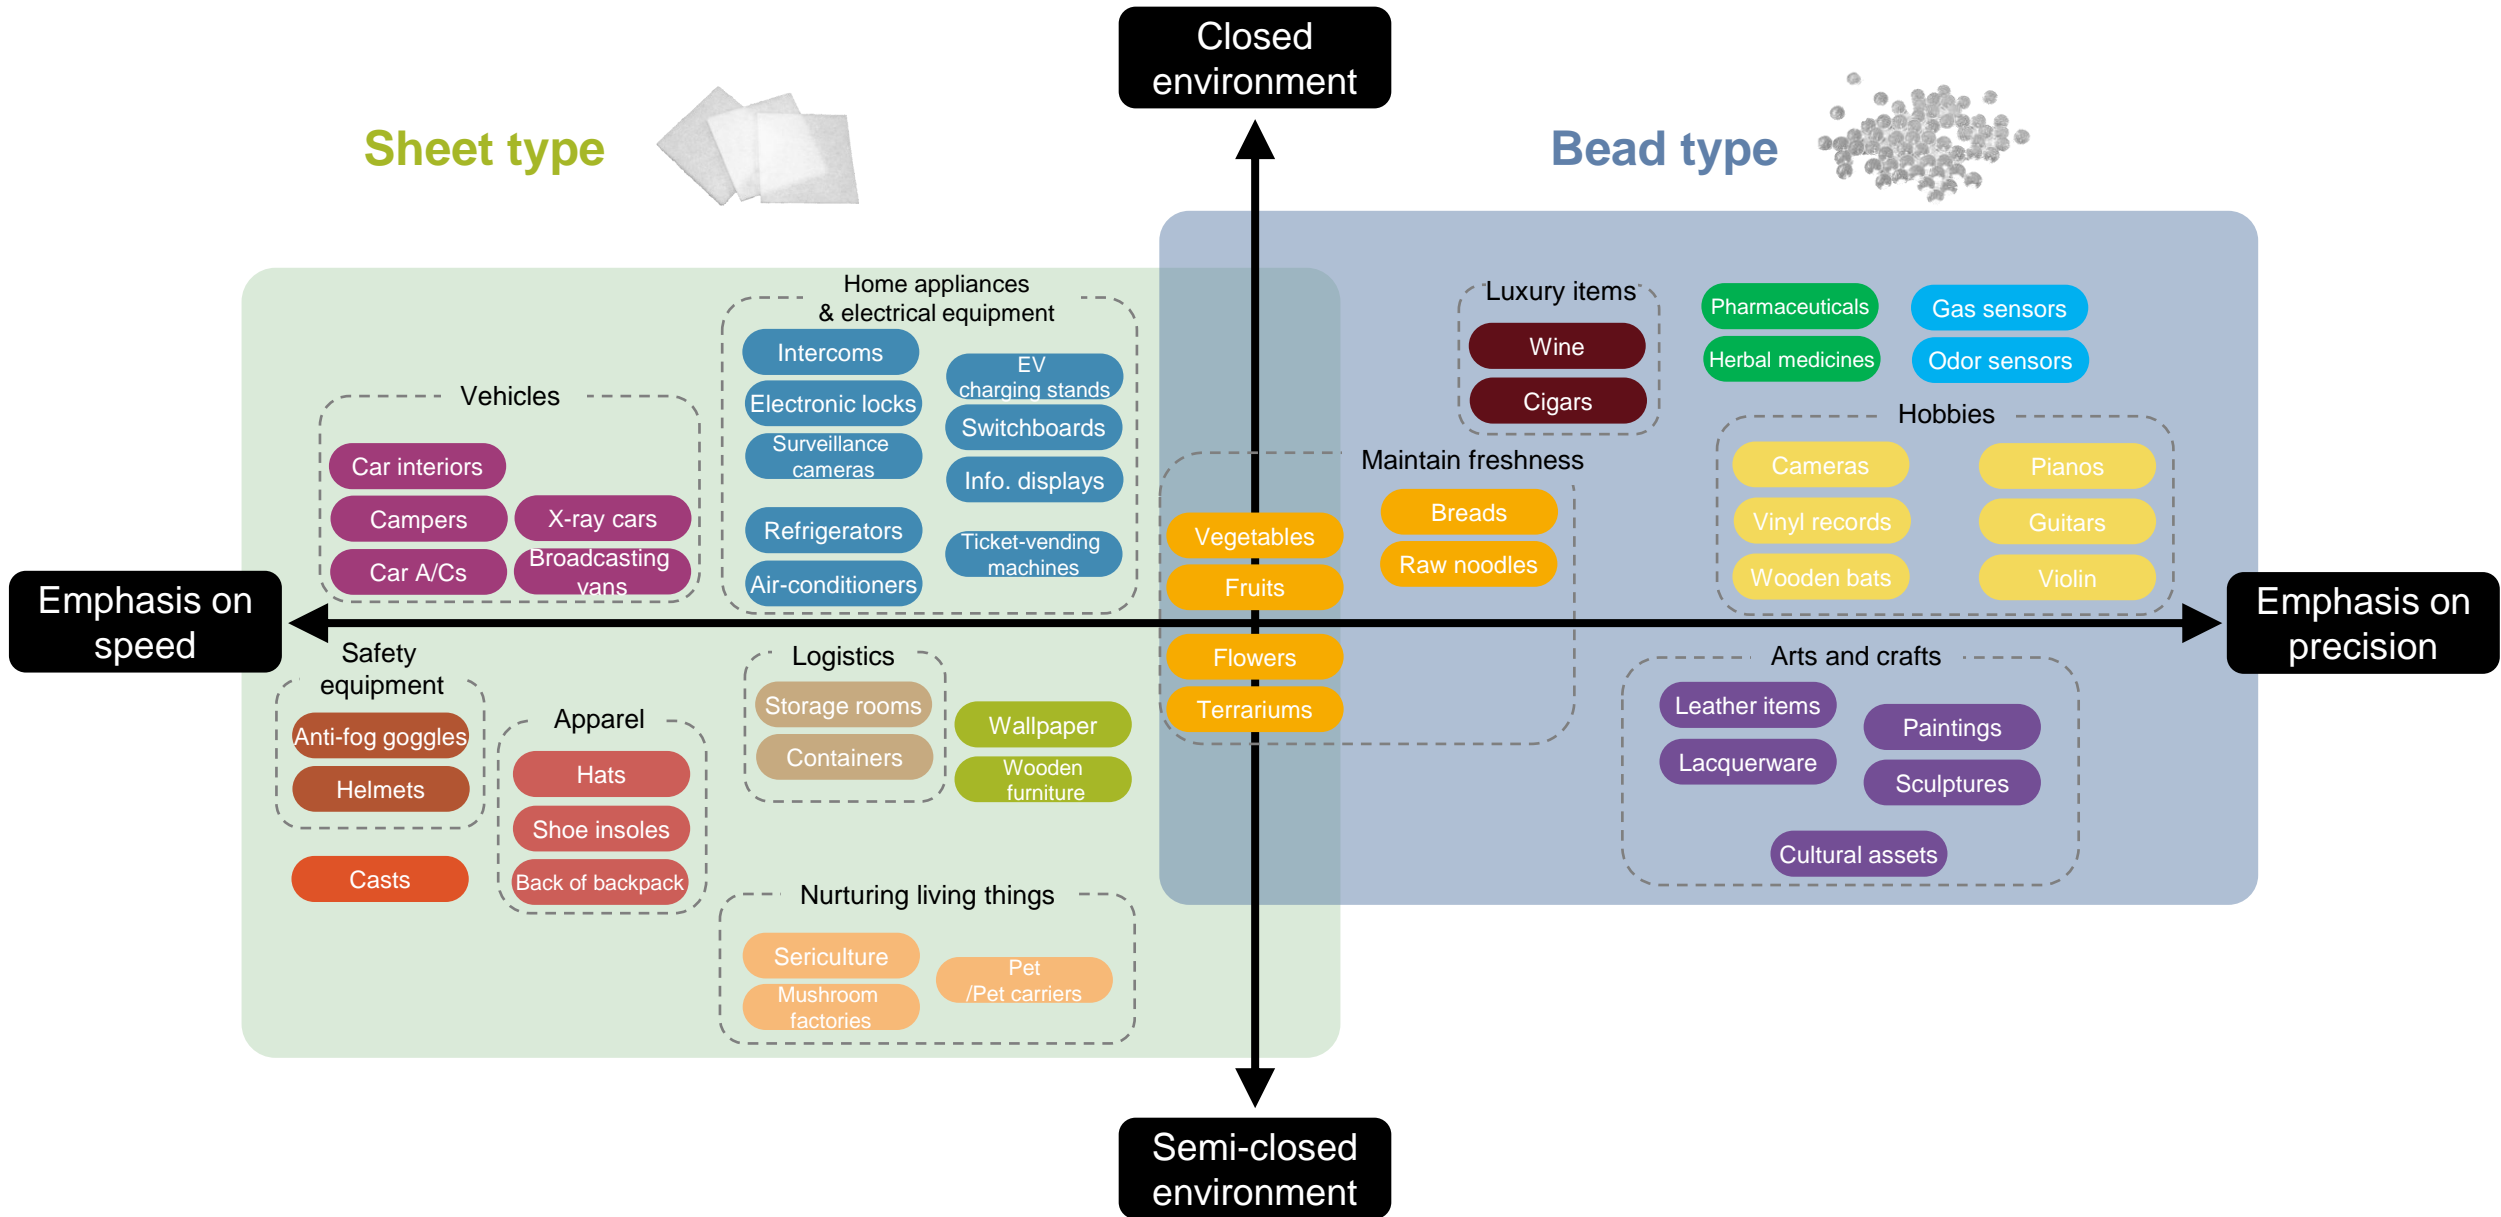 Closed
environment
Sheet type
Bead type
Home appliances
& electrical equipment
Intercoms
Electronic locks
Surveillance
cameras
Refrigerators
Air-conditioners
EV
charging stands
Switchboards
Info. displays
Ticket-vending
machines
Vehicles
Car interiors
Campers
Car A/Cs
X-ray cars
Broadcasting
vans
Luxury items
Wine
Cigars
Pharmaceuticals
Herbal medicines
Gas sensors
Odor sensors
Maintain freshness
Vegetables
Fruits
Flowers
Terrariums
Breads
Raw noodles
Hobbies
Cameras
Vinyl records
Wooden bats
Pianos
Guitars
Violin
Emphasis on
speed
Emphasis on
precision
Safety
equipment
Anti-fog goggles
Helmets
Casts
Apparel
Hats
Shoe insoles
Back of backpack
Logistics
Storage rooms
Containers
Wallpaper
Wooden
furniture
Nurturing living things
Sericulture
Mushroom
factories
Pet
/Pet carriers
Arts and crafts
Leather items
Lacquerware
Paintings
Sculptures
Cultural assets
Semi-closed
environment